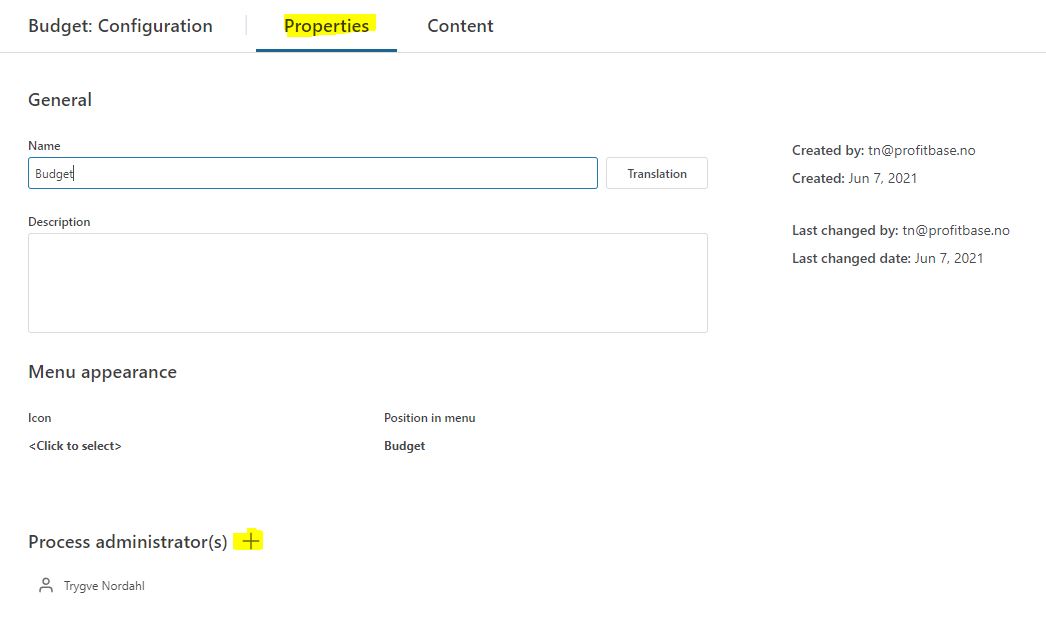 Budget: Configuration
Properties
Content
General
Name
Budget
Translation
Description
Created by: tn@profitbase.no
Created: Jun 7, 2021
Last changed by: tn@profitbase.no
Last changed date: Jun 7, 2021
Menu appearance
Icon
Position in menu
<Click to select>
Budget
Process administrator(s)
Trygve Nordahl